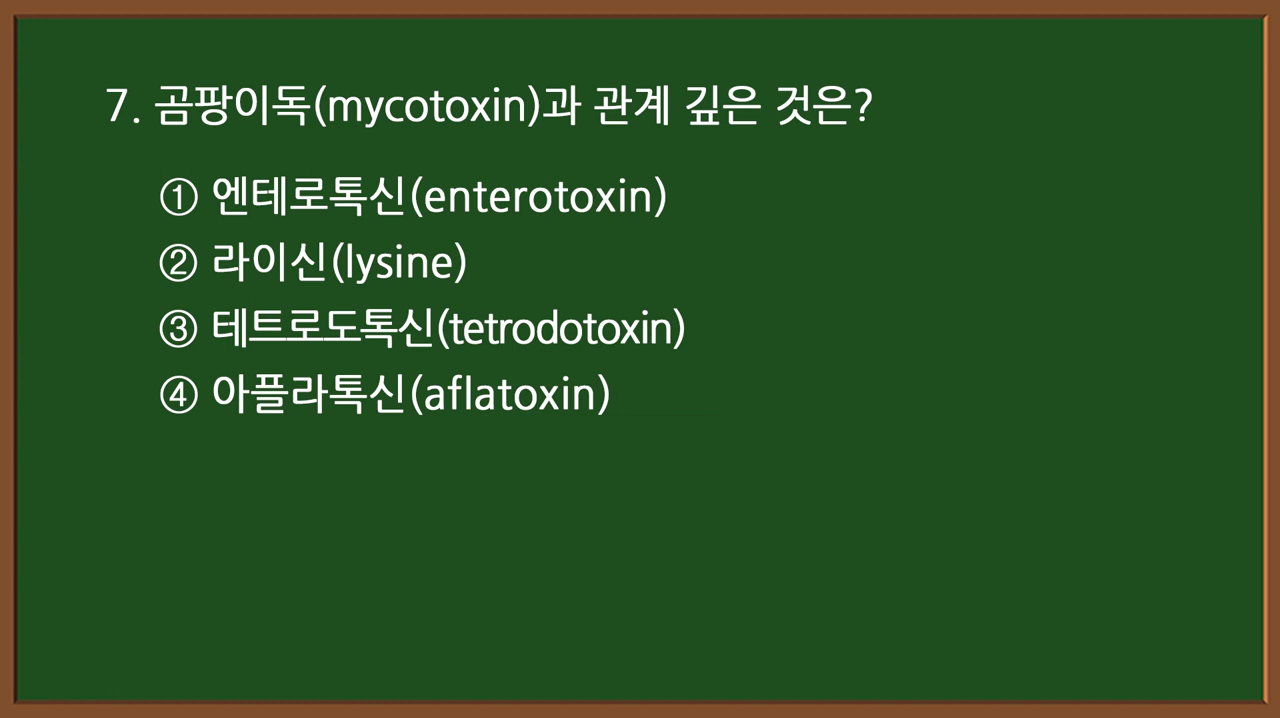 7. 곰팡이독(mycotoxin)과 관계 깊은 것은?
① 엔테로톡신(enterotoxin)
② 라이신(lysine)
③ 테트로도톡신(tetrodotoxin)
④ 아플라톡신(aflatoxin)